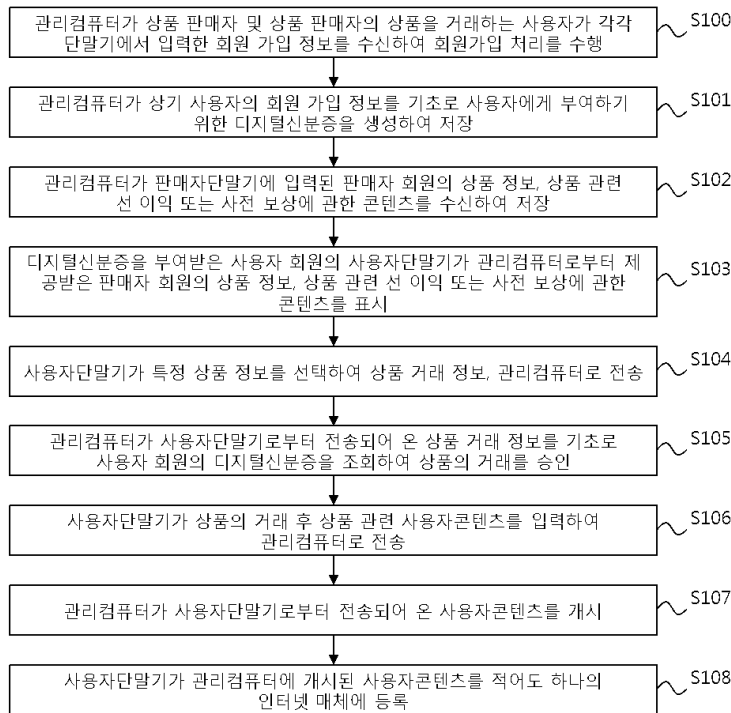 관리컴퓨터가 상품 판매자 및 상품 판매자의 상품을 거래하는 사용자가 각각
단말기에서 입력한 회원 가입 정보를 수신하여 회원가입 처리를 수행
S100
관리컴퓨터가 상기 사용자의 회원 가입 정보를 기초로 사용자에게 부여하기
위한 디지털신분증을 생성하여 저장
S101
관리컴퓨터가 판매자단말기에 입력된 판매자 회원의 상품 정보, 상품 관련
선 이익 또는 사전 보상에 관한 콘텐츠를 수신하여 저장
S102
디지털신분증을 부여받은 사용자 회원의 사용자단말기가 관리컴퓨터로부터 제
공받은 판매자 회원의 상품 정보, 상품 관련 선 이익 또는 사전 보상에 관한
콘텐츠를 표시
S103
사용자단말기가 특정 상품 정보를 선택하여 상품 거래 정보, 관리컴퓨터로 전송
S104
관리컴퓨터가 사용자단말기로부터 전송되어 온 상품 거래 정보를 기초로
사용자 회원의 디지털신분증을 조회하여 상품의 거래를 승인
S105
사용자단말기가 상품의 거래 후 상품 관련 사용자콘텐츠를 입력하여
관리컴퓨터로 전송
S106
관리컴퓨터가 사용자단말기로부터 전송되어 온 사용자콘텐츠를 개시
S107
사용자단말기가 관리컴퓨터에 개시된 사용자콘텐츠를 적어도 하나의
인터넷 매체에 등록
S108